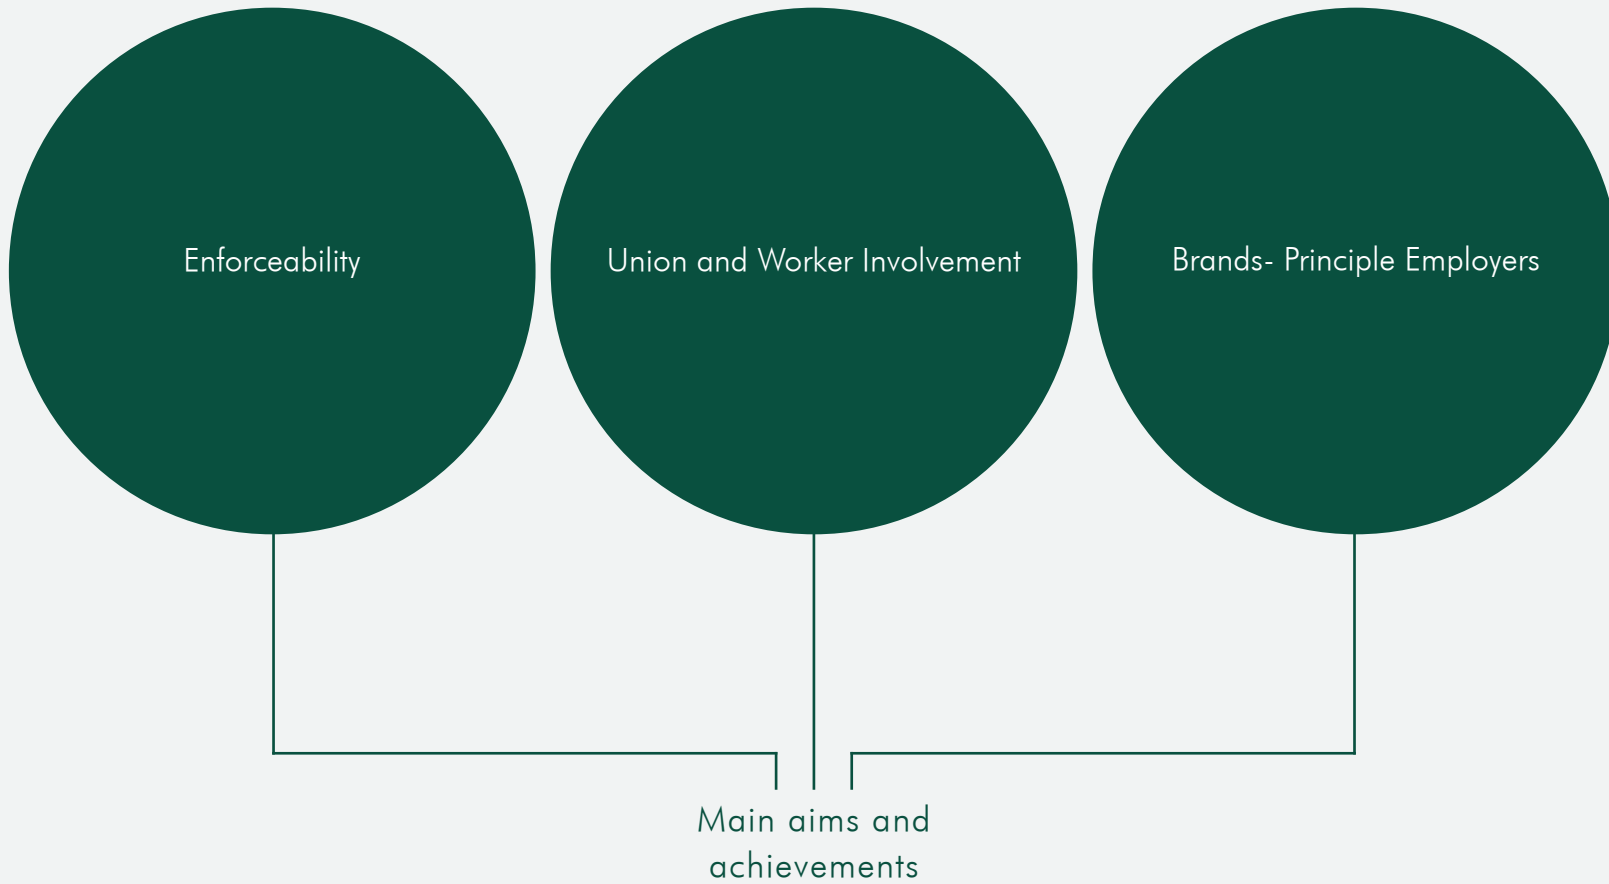 Enforceability
Union and Worker Involvement
Brands- Principle Employers
Main aims and
achievements